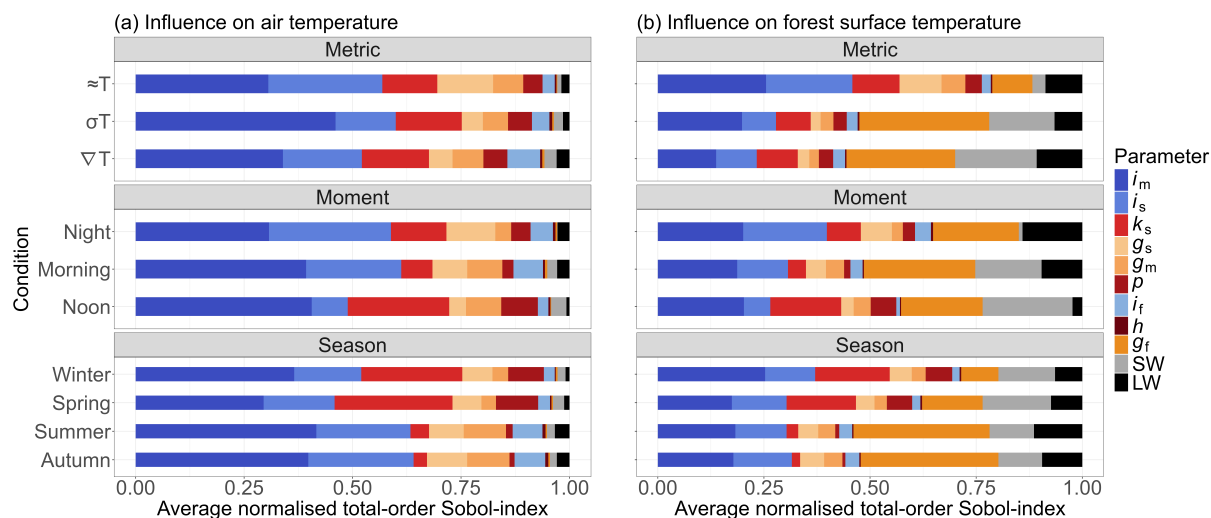 (a) Influence on air temperature
(b) Influence on forest surface temperature
Metric
Metric
≈T
σT
∇T
Moment
Moment
Night
Morning
Noon
Season
Season
Winter
Spring
Summer
Autumn
Condition
0.00 0.25 0.50 0.75 1.00
0.00 0.25 0.50 0.75 1.00
Average normalised total-order Sobol-index
Average normalised total-order Sobol-index
Parameter
im
is
ks
gs
gm
p
if
h
gf
SW
LW